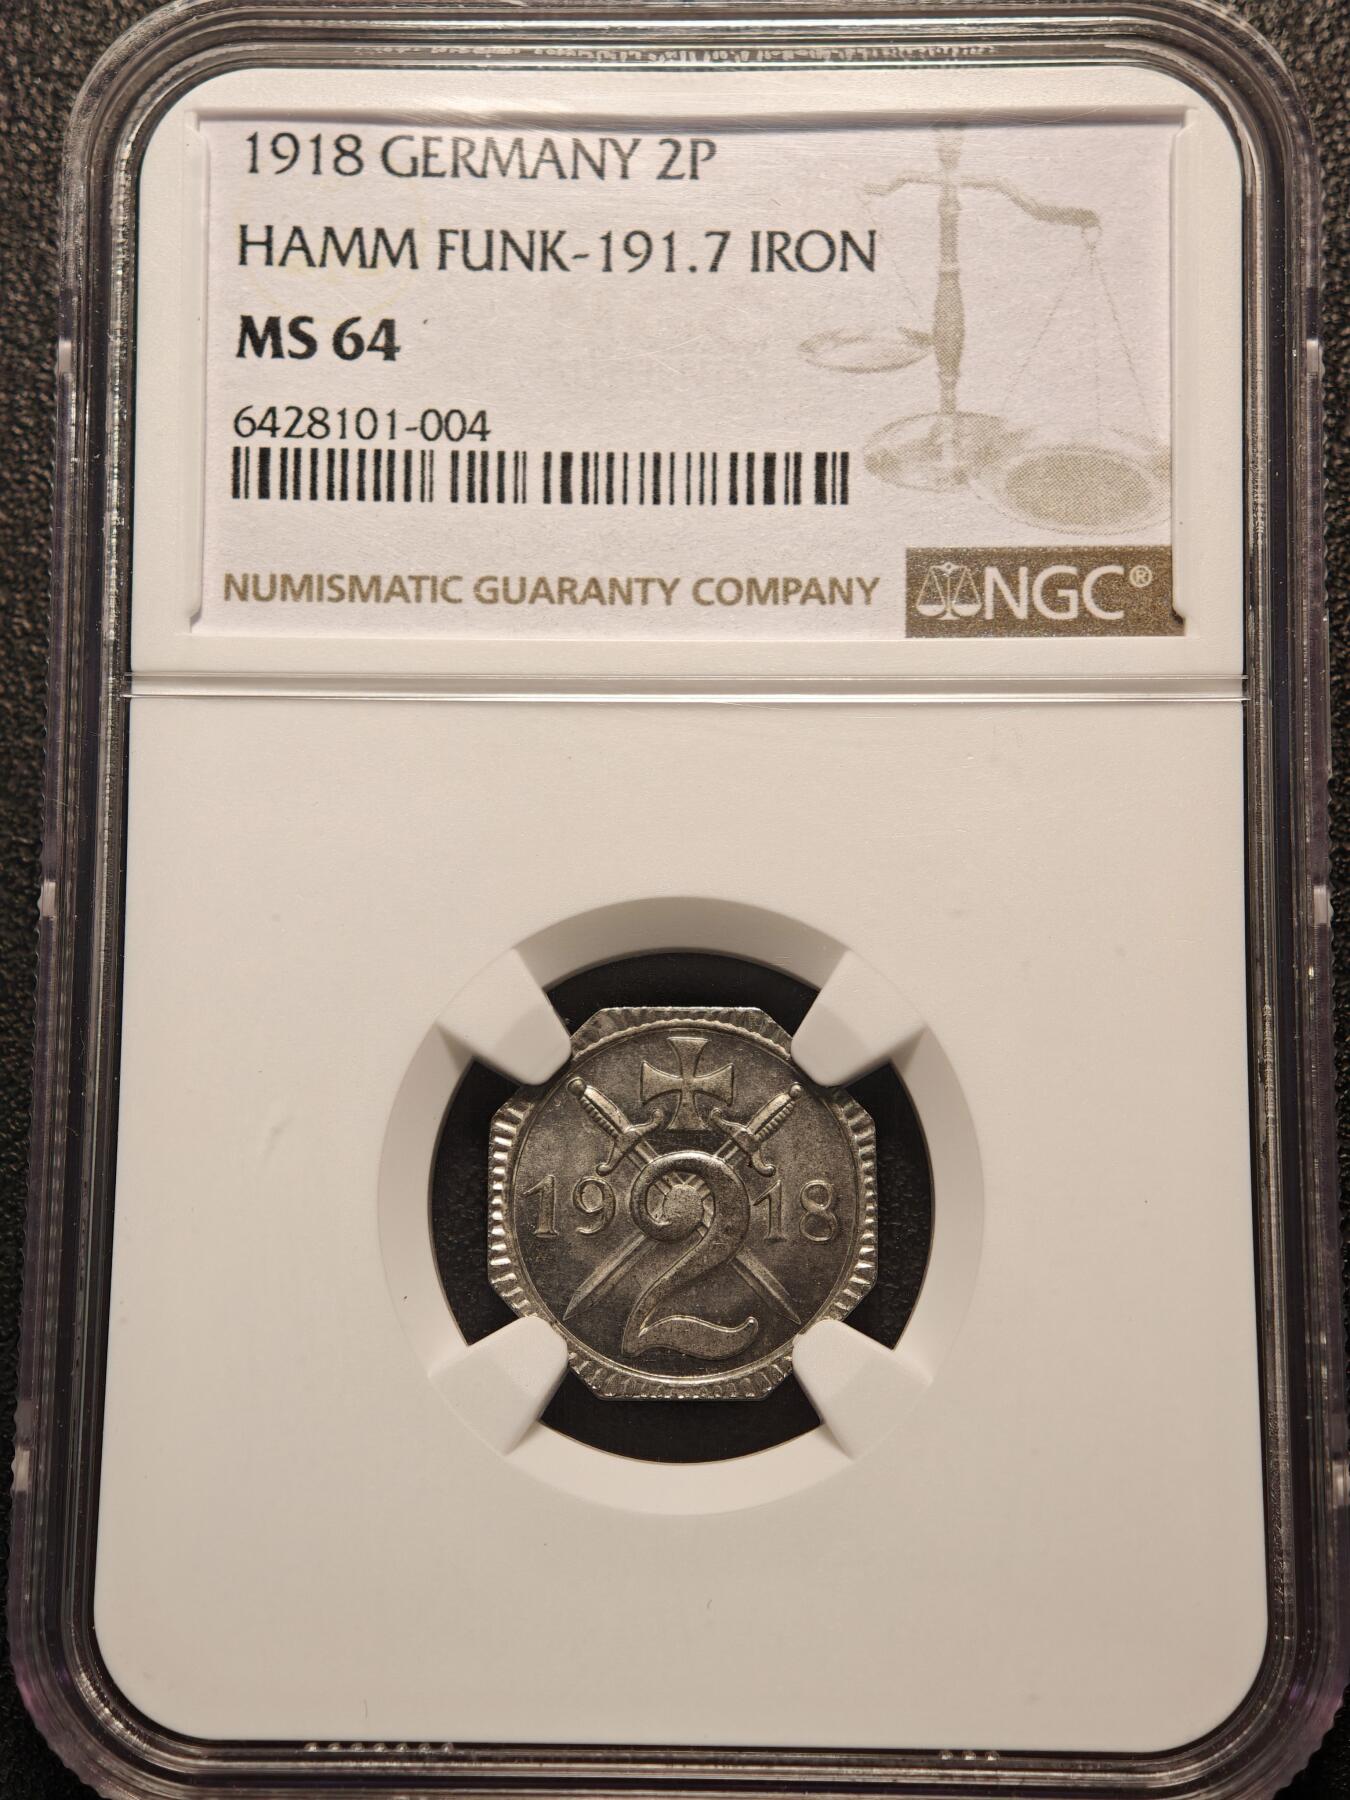 1918 GERMANY 2P
HAMM FUNK-191.7 IRON
MS 64
6428101-004
NUMISMATIC GUARANTY COMPANY
NGC®
19 2 18